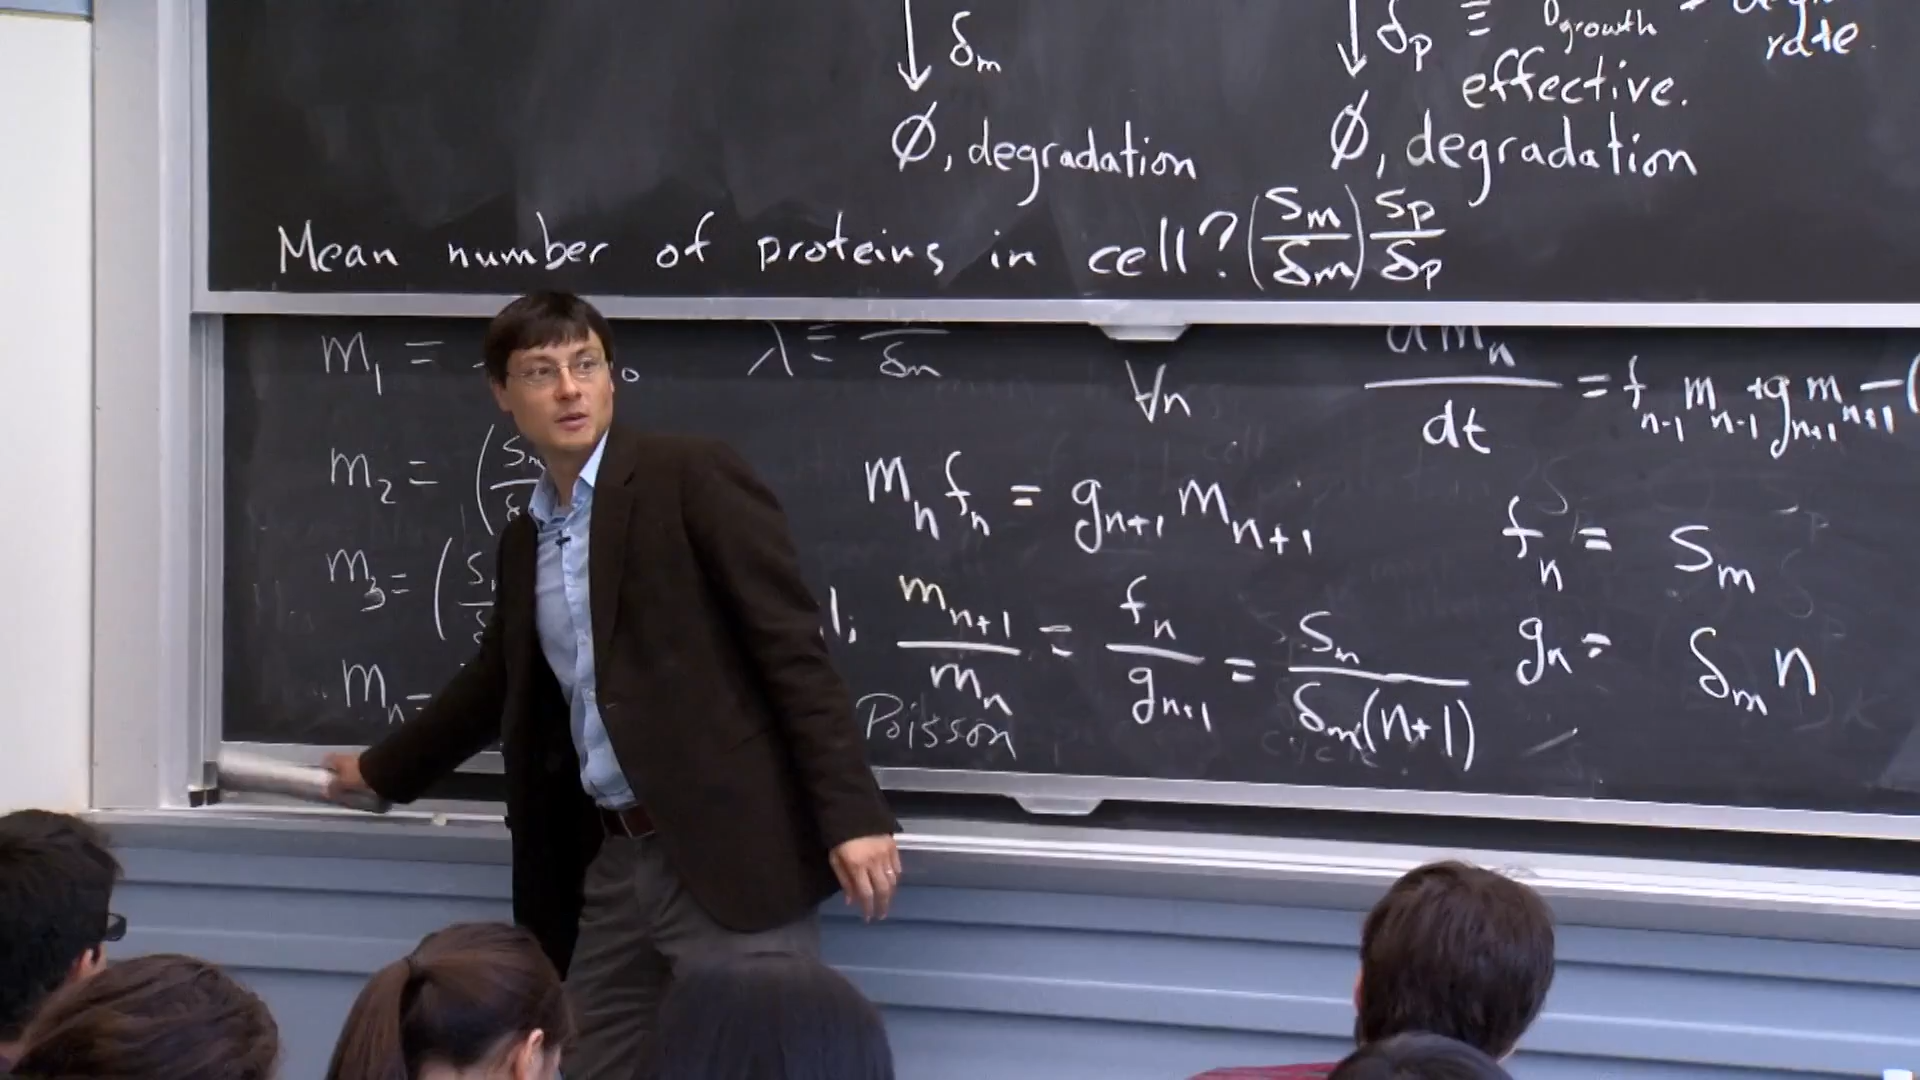 ↓ δₘ
↓ δₚ ≡ growth + rate.
effective.
Ø, degradation
Ø, degradation
Mean number of proteins in cell? (Sₘ/δₘ) Sₚ/δₚ
m₁ =
λ ≡ /δₘ
∀n
dmₙ/dt = fₙ₋₁ mₙ₋₁ + gₙ₊₁ mₙ₊₁ - (
m₂ = (
mₙ fₙ = gₙ₊₁ mₙ₊₁
fₙ = Sₘ
m₃ = (
mₙ₊₁/mₙ = fₙ/gₙ₊₁ = Sₘ/δₘ(n+1)
gₙ = δₘ n
mₙ =
Poisson